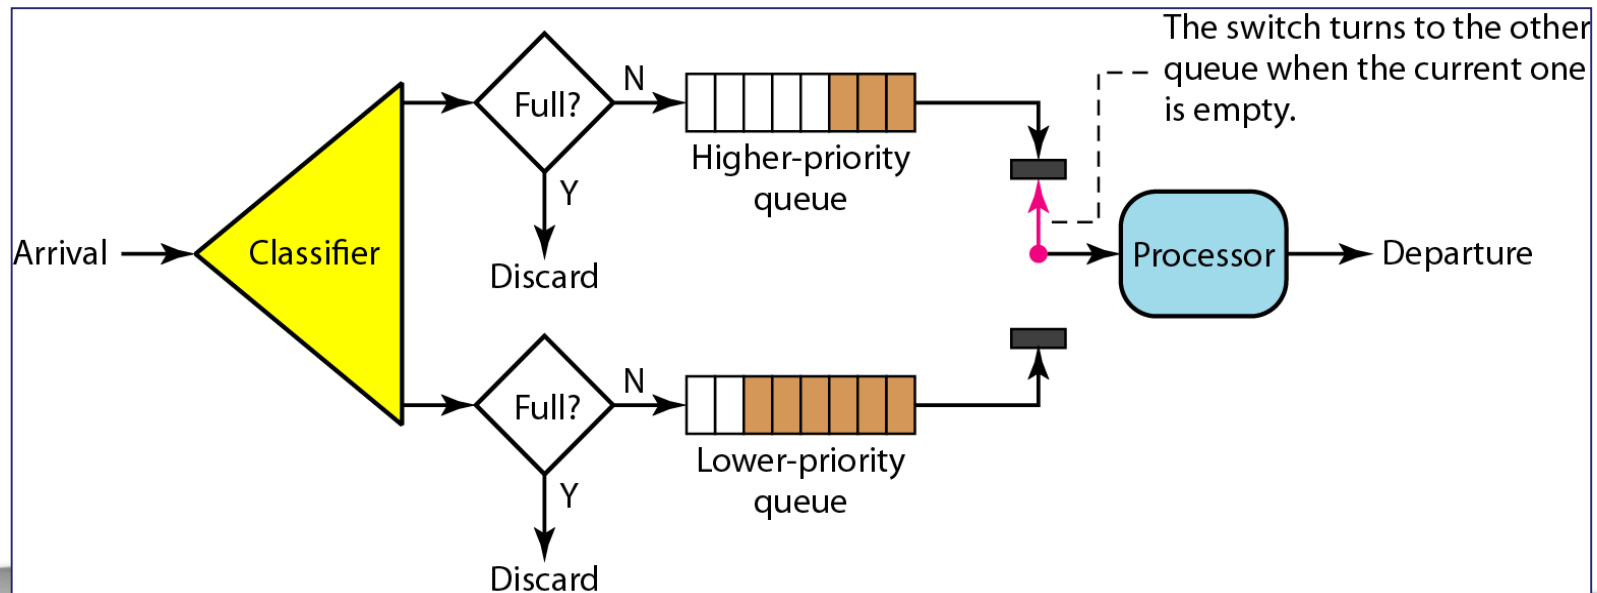 The switch turns to the other
queue when the current one
is empty.
Full?
N
Higher-priority
queue
Y
Discard
Arrival
Classifier
Processor
Departure
Full?
N
Lower-priority
queue
Y
Discard